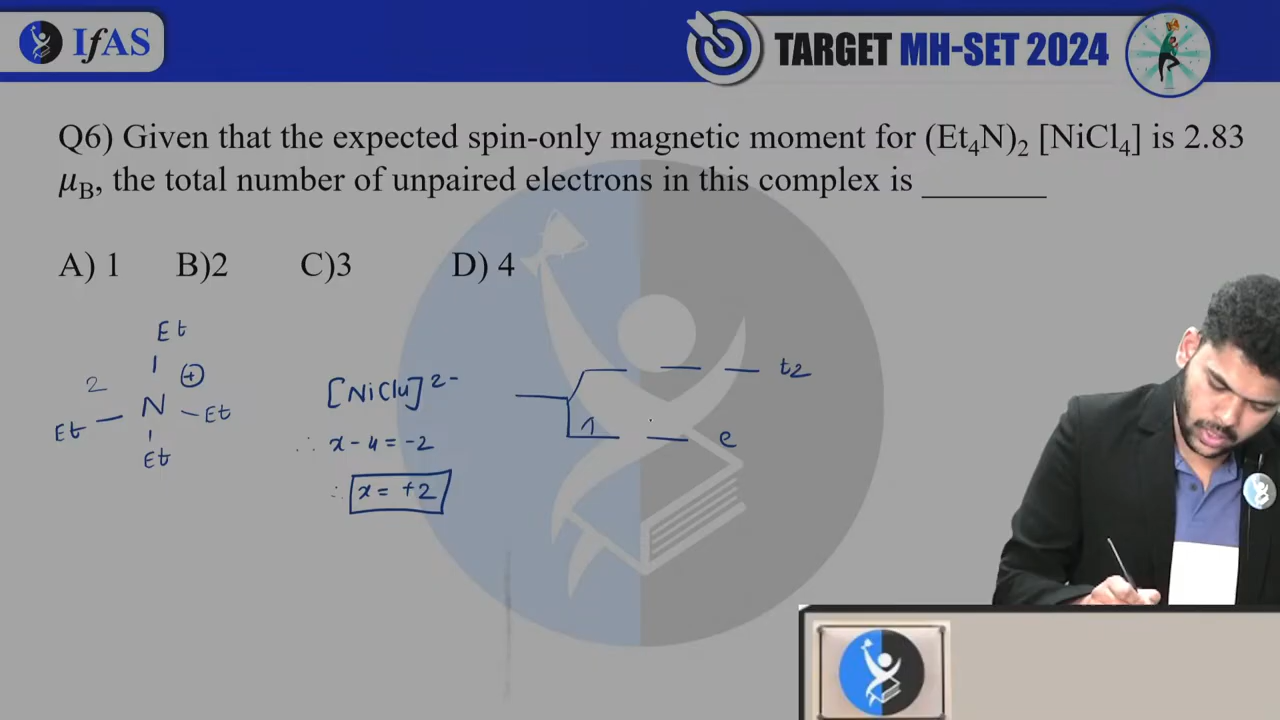 IfAS
TARGET MH-SET 2024
Q6) Given that the expected spin-only magnetic moment for (Et₄N)₂ [NiCl₄] is 2.83
μB, the total number of unpaired electrons in this complex is ________
A) 1 B)2 C)3 D) 4
Et
2 ⊕
Et — N — Et
Et
[NiCl4]²⁻
∴ x - 4 = -2
∴ x = +2
t2
1 e